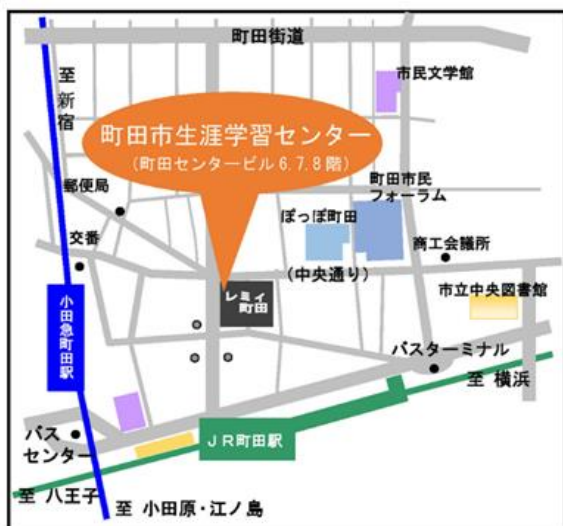 町田街道
至 新宿
市民文学館
町田市生涯学習センター
(町田センタービル 6.7.8 階)
郵便局
町田市民
フォーラム
ぽっぽ町田
交番
商工会議所
(中央通り)
レミィ
町田
市立中央図書館
小田急町田駅
バスターミナル
至 横浜
バス
センター
JR町田駅
至 八王子
至 小田原・江ノ島